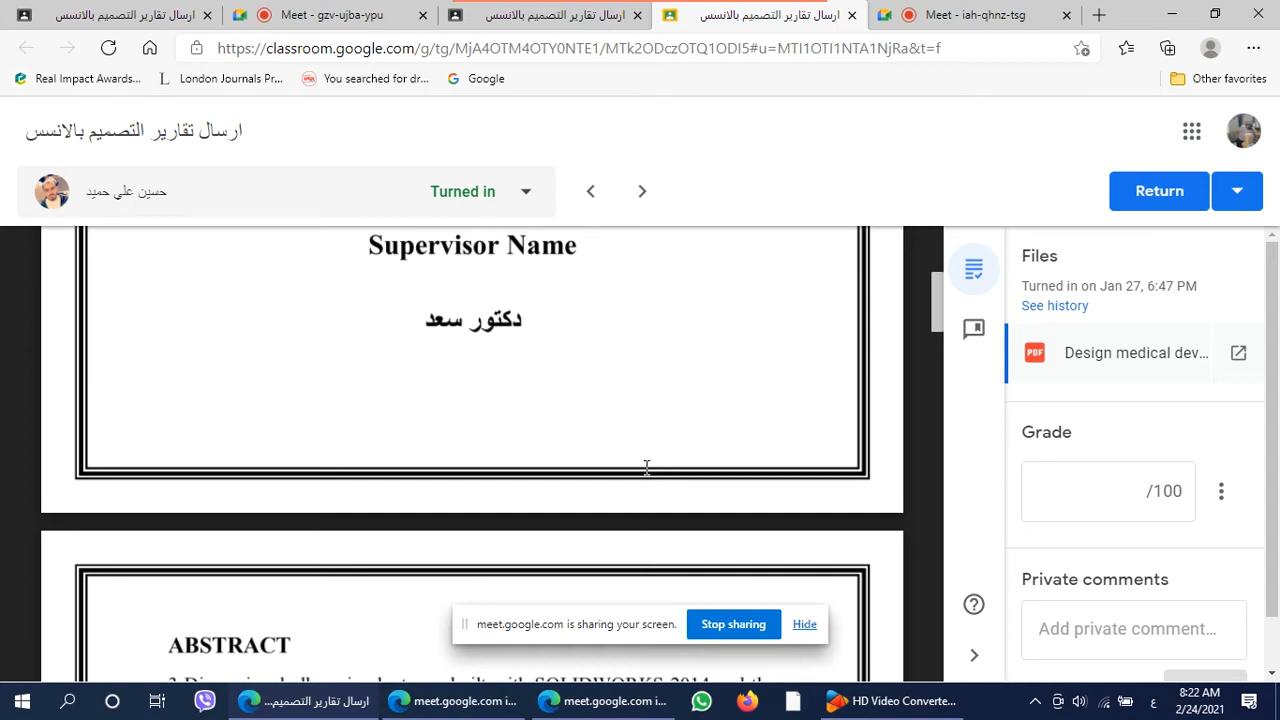 ارسال تقارير التصميم بالانسس
Meet - gzv-ujba-ypu
ارسال تقارير التصميم بالانسس
ارسال تقارير التصميم بالانسس
Meet - iah-qhnz-tsg
https://classroom.google.com/g/tg/MjA4OTM4OTY0NTE1/MTk2ODczOTQ1ODI5#u=MTI1OTI1NTA1NjRa&t=f
Real Impact Awards...
London Journals Pr...
You searched for dr...
Google
Other favorites
ارسال تقارير التصميم بالانسس
حسين علي حميد
Turned in
Return
Supervisor Name
دكتور سعد
ABSTRACT
Files
Turned in on Jan 27, 6:47 PM
See history
PDF
Design medical dev...
Grade
/100
Private comments
Add private comment...
meet.google.com is sharing your screen.
Stop sharing
Hide
ارسال تقارير التصميم...
meet.google.com i...
meet.google.com i...
HD Video Converte...
ع
8:22 AM
2/24/2021